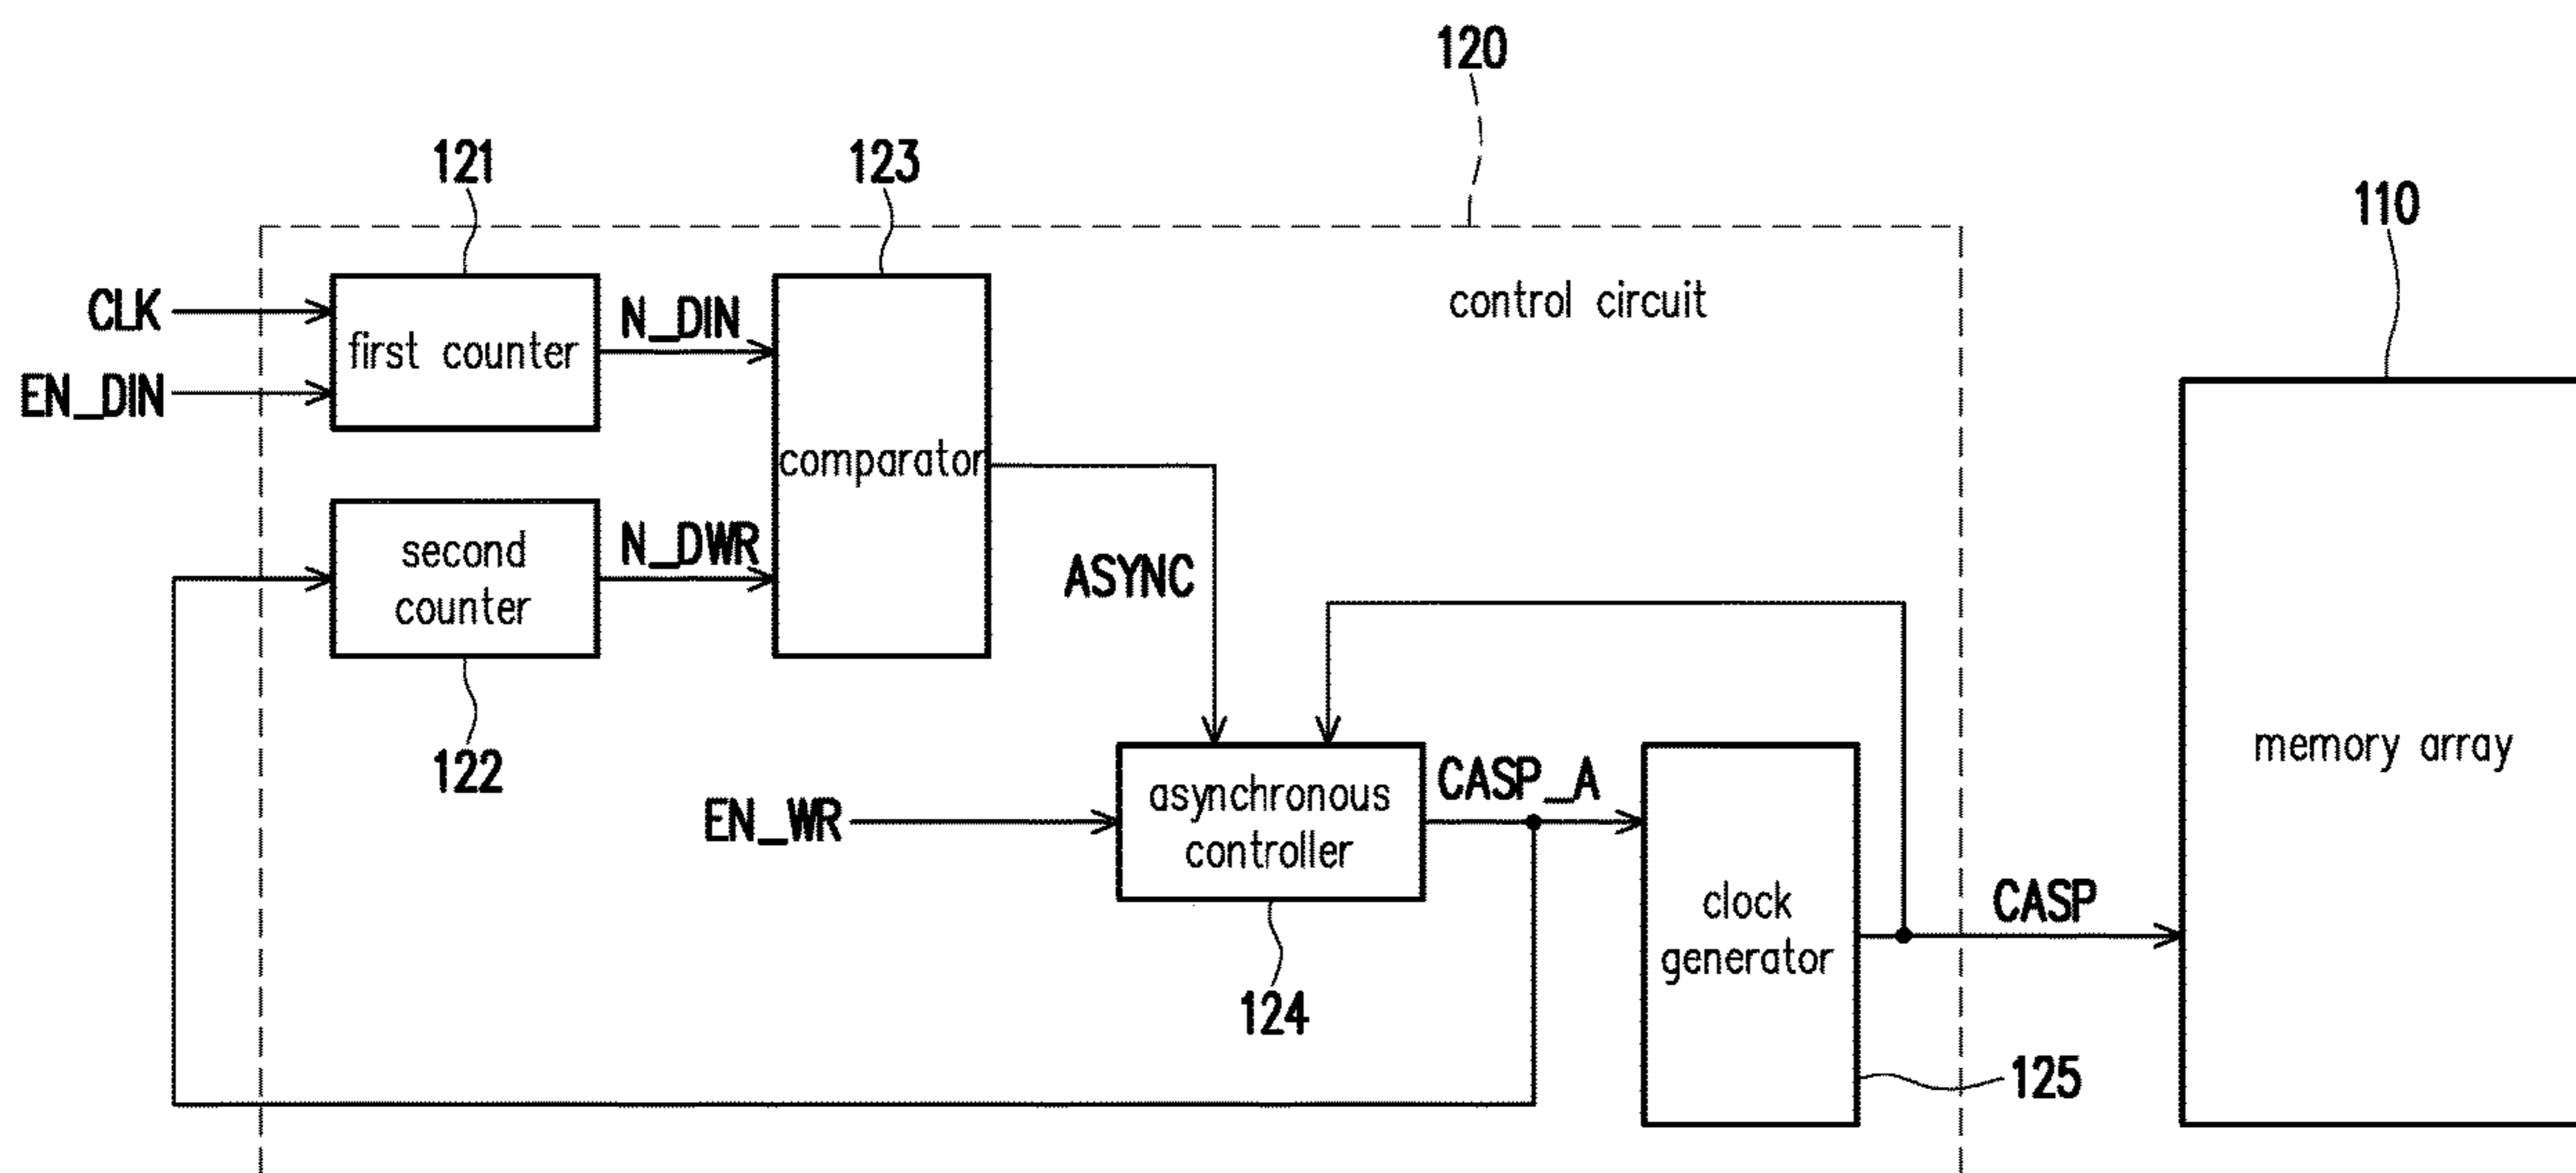 120
121
123
110
control circuit
CLK
first counter
N_DIN
EN_DIN
comparator
second
counter
N_DWR
ASYNC
memory array
122
EN_WR
asynchronous
controller
CASP_A
clock
generator
CASP
124
125